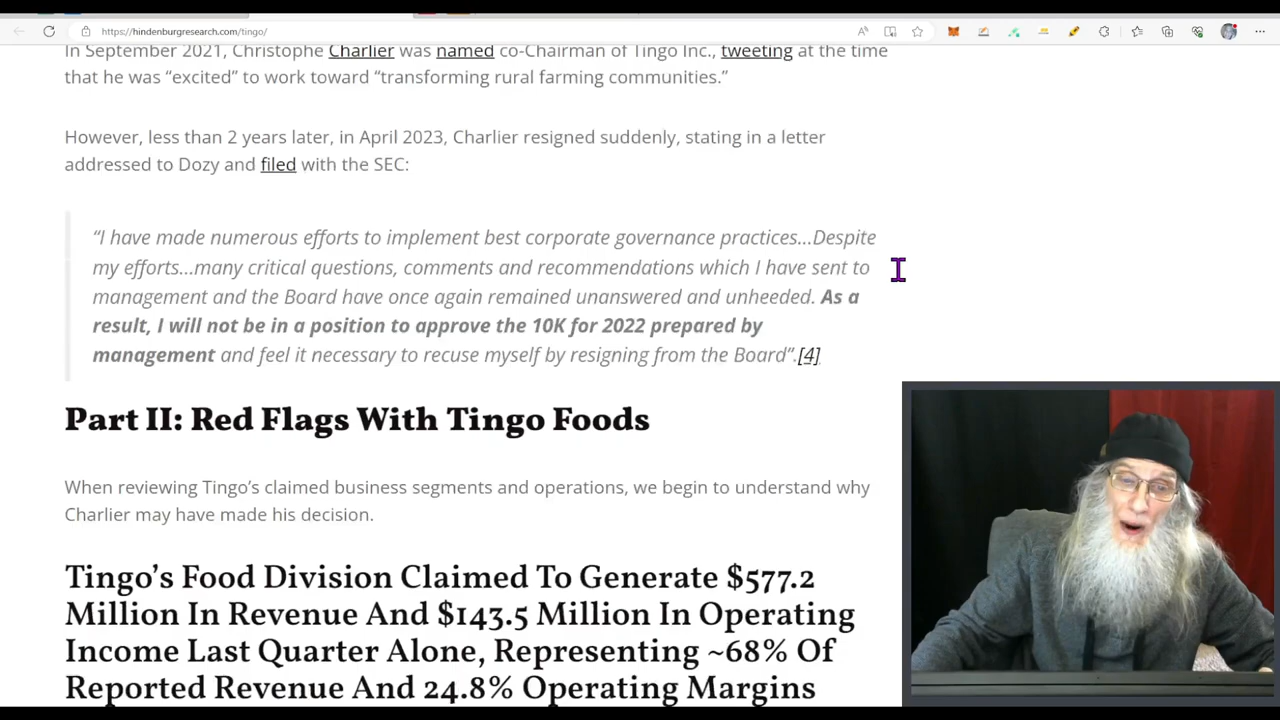 https://hindenburgresearch.com/tingo/
In September 2021, Christophe Charlier was named co-Chairman of Tingo Inc., tweeting at the time
that he was “excited” to work toward “transforming rural farming communities.”
However, less than 2 years later, in April 2023, Charlier resigned suddenly, stating in a letter
addressed to Dozy and filed with the SEC:
“I have made numerous efforts to implement best corporate governance practices…Despite
my efforts…many critical questions, comments and recommendations which I have sent to
management and the Board have once again remained unanswered and unheeded. As a
result, I will not be in a position to approve the 10K for 2022 prepared by
management and feel it necessary to recuse myself by resigning from the Board”.[4]
Part II: Red Flags With Tingo Foods
When reviewing Tingo’s claimed business segments and operations, we begin to understand why
Charlier may have made his decision.
Tingo’s Food Division Claimed To Generate $577.2
Million In Revenue And $143.5 Million In Operating
Income Last Quarter Alone, Representing ~68% Of
Reported Revenue And 24.8% Operating Margins